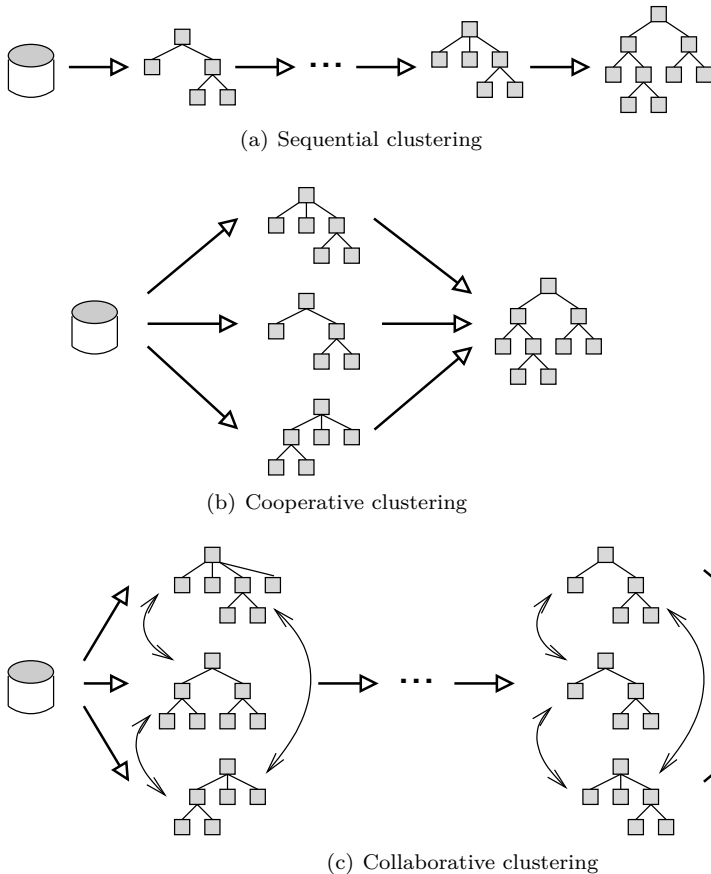 ...
(a) Sequential clustering
(b) Cooperative clustering
...
(c) Collaborative clustering